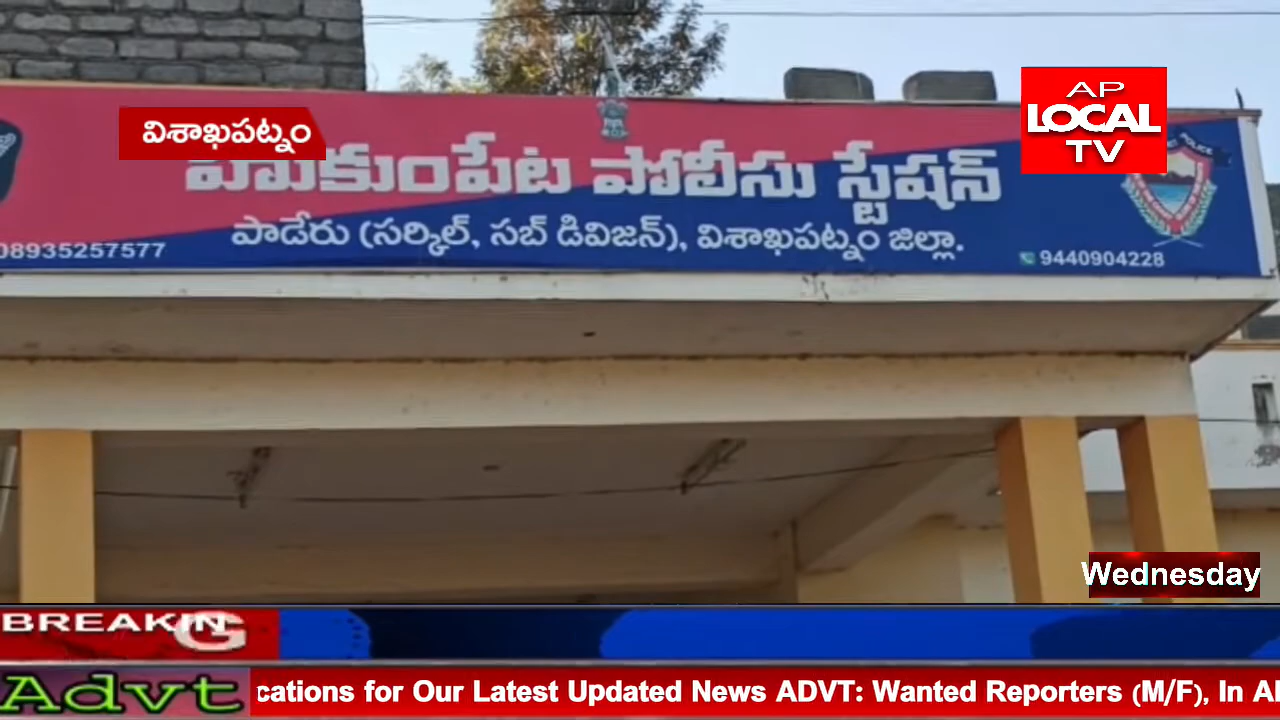 AP
LOCAL
TV
విశాఖపట్నం
పోలీసు స్టేషన్
పాడేరు (సర్కిల్, సబ్ డివిజన్), విశాఖపట్నం జిల్లా.
08935257577
9440904228
Wednesday
BREAKING
Advt
cations for Our Latest Updated News ADVT: Wanted Reporters (M/F), In